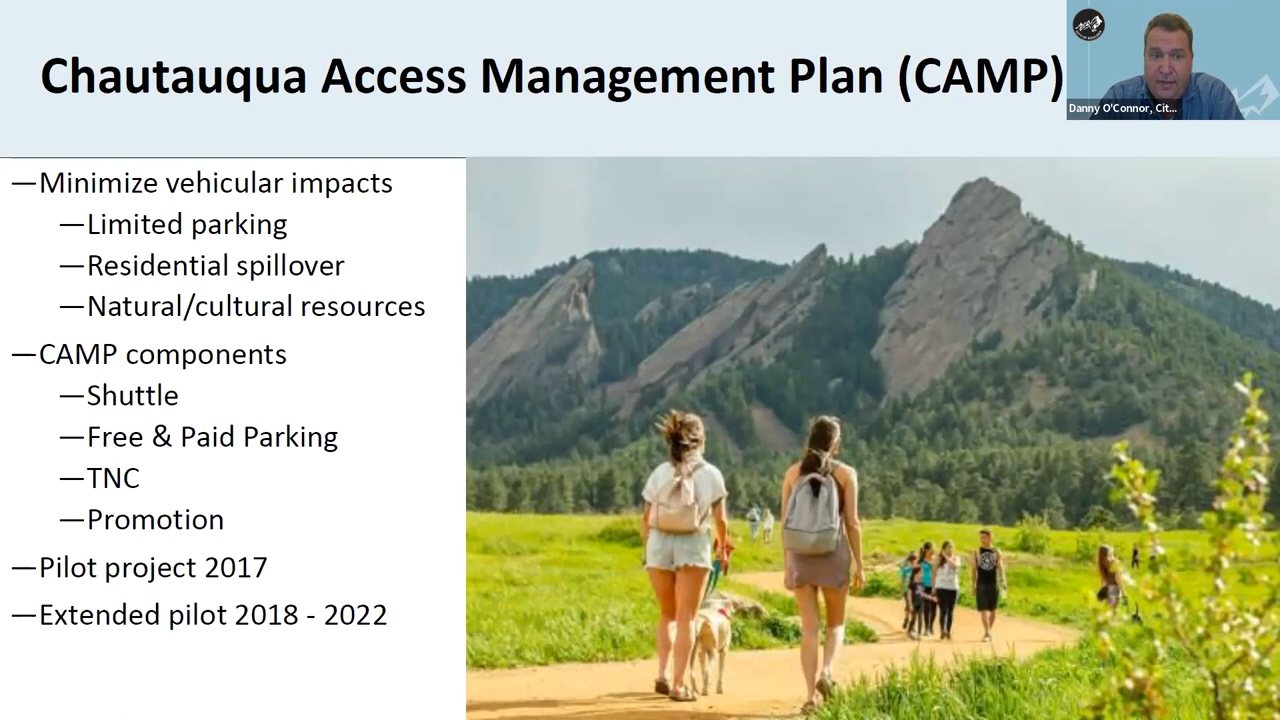 Chautauqua Access Management Plan (CAMP)
Danny O'Connor, Cit...
—Minimize vehicular impacts
—Limited parking
—Residential spillover
—Natural/cultural resources
—CAMP components
—Shuttle
—Free & Paid Parking
—TNC
—Promotion
—Pilot project 2017
—Extended pilot 2018 - 2022